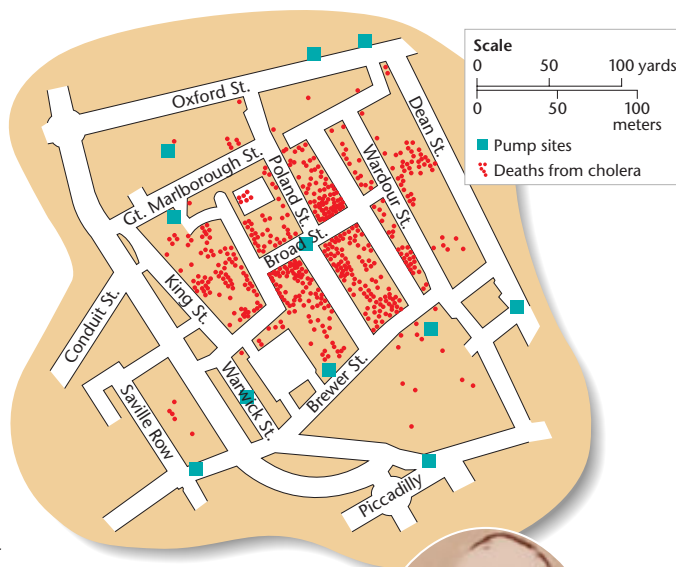 Scale
0 50 100 yards
0 50 100
meters
Pump sites
Deaths from cholera
Oxford St.
Dean St.
Gt. Marlborough St.
Poland St.
Wardour St.
Broad St.
King St.
Conduit St.
Warwick St.
Brewer St.
Saville Row
Piccadilly